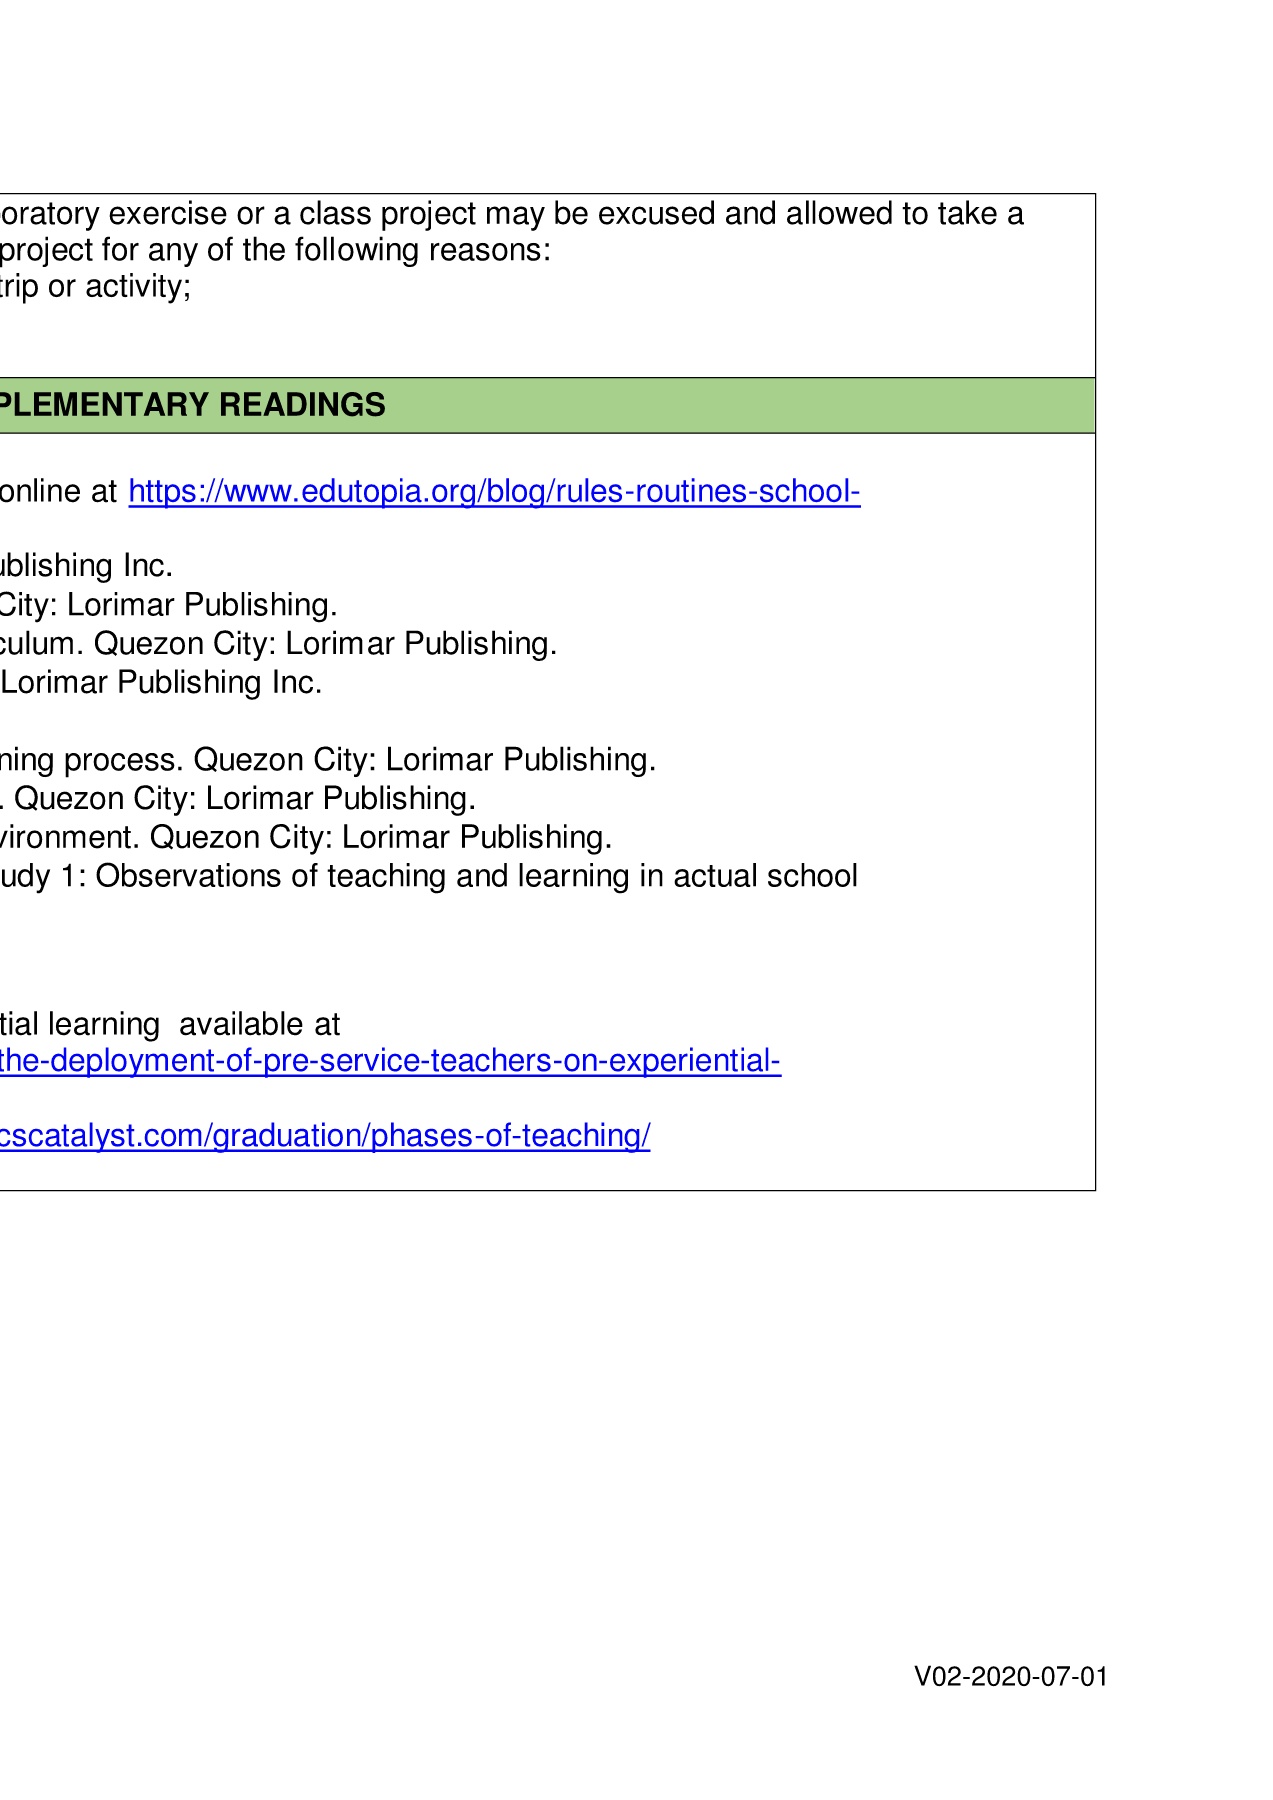 oratory exercise or a class project may be excused and allowed to take a
project for any of the following reasons:
trip or activity;
PLEMENTARY READINGS
online at https://www.edutopia.org/blog/rules-routines-school-
ublishing Inc.
City: Lorimar Publishing.
culum. Quezon City: Lorimar Publishing.
Lorimar Publishing Inc.
ning process. Quezon City: Lorimar Publishing.
. Quezon City: Lorimar Publishing.
vironment. Quezon City: Lorimar Publishing.
udy 1: Observations of teaching and learning in actual school
tial learning  available at
the-deployment-of-pre-service-teachers-on-experiential-
cscatalyst.com/graduation/phases-of-teaching/
V02-2020-07-01